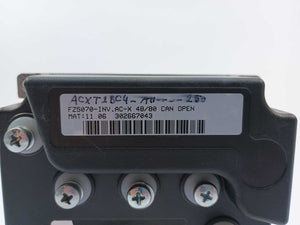 FZ5070-INV.AC-X 48/80 CAN OPEN
MAT:11 06 302667043